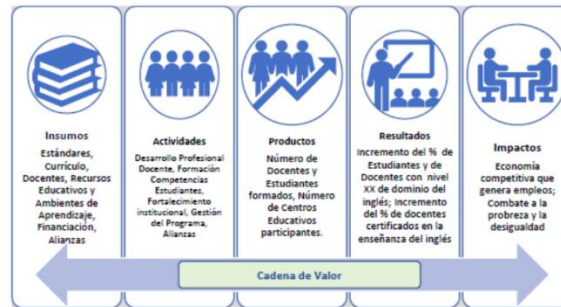 Insumos
Estándares,
Currículo,
Docentes, Recursos
Educativos y
Ambientes de
Aprendizaje,
Financiación,
Alianzas
Actividades
Desarrollo Profesional
Docente, Formación
Competencias
Estudiantes,
Fortalecimiento
institucional, Gestión
del Programa,
Alianzas
Productos
Número de
Docentes y
Estudiantes
formados, Número
de Centros
Educativos
participantes.
Resultados
Incremento del % de
Estudiantes y de
Docentes con nivel
XX de dominio del
inglés; Incremento
del % de docentes
certificados en la
enseñanza del inglés
Impactos
Economía
competitiva que
genera empleos;
Combate a la
probreza y la
desigualdad
Cadena de Valor